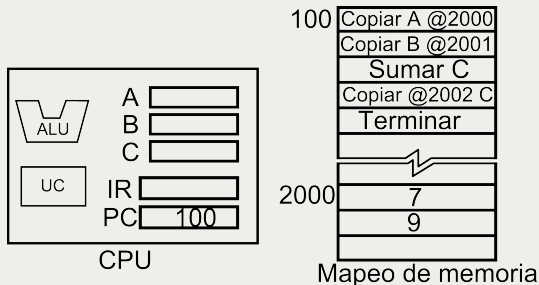 ALU
UC
A
B
C
IR
PC 100
CPU
100 Copiar A @2000
Copiar B @2001
Sumar C
Copiar @2002 C
Terminar
2000 7
9
Mapeo de memoria